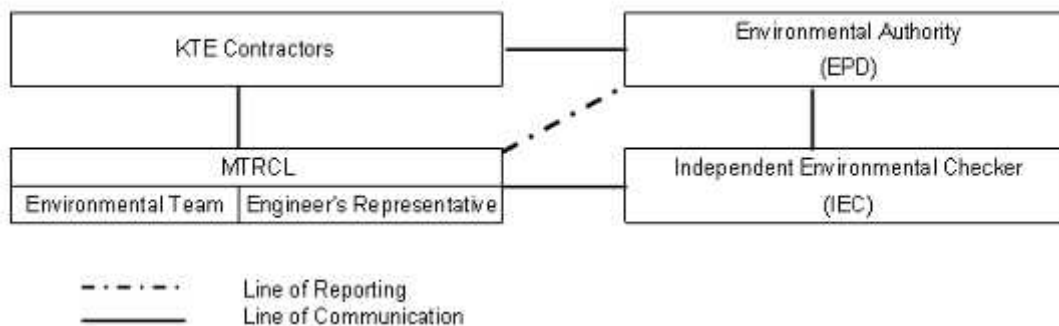 KTE Contractors
Environmental Authority
(EPD)
MTRCL
Environmental Team
Engineer's Representative
Independent Environmental Checker
(IEC)
Line of Reporting
Line of Communication